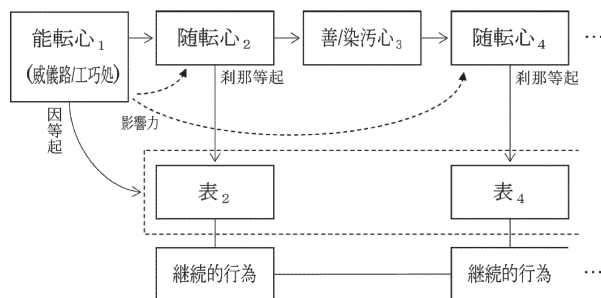 能転心1
(威儀路/工巧処)
随転心2
善/染汚心3
随転心4
…
刹那等起
刹那等起
影響力
因等起
表2
表4
継続的行為
継続的行為
…